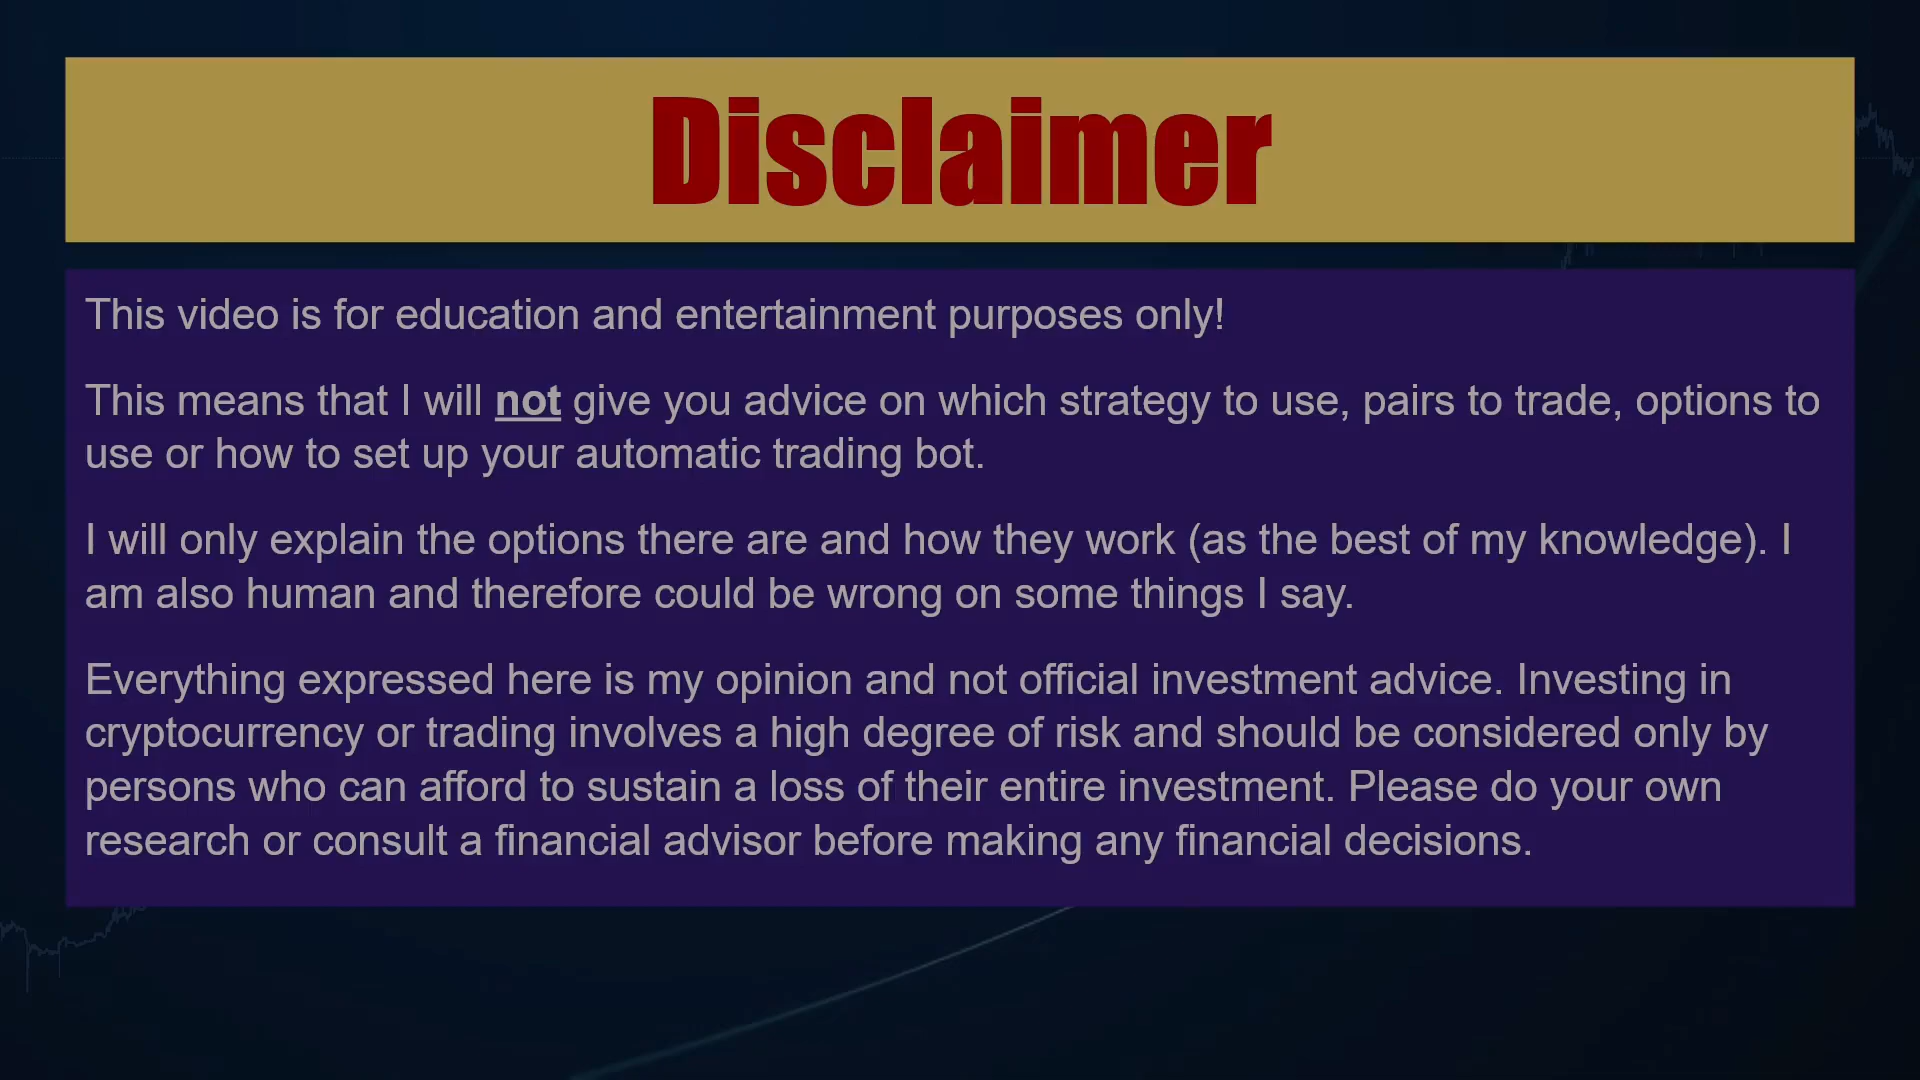 Disclaimer
This video is for education and entertainment purposes only!
This means that I will not give you advice on which strategy to use, pairs to trade, options to
use or how to set up your automatic trading bot.
I will only explain the options there are and how they work (as the best of my knowledge). I
am also human and therefore could be wrong on some things I say.
Everything expressed here is my opinion and not official investment advice. Investing in
cryptocurrency or trading involves a high degree of risk and should be considered only by
persons who can afford to sustain a loss of their entire investment. Please do your own
research or consult a financial advisor before making any financial decisions.